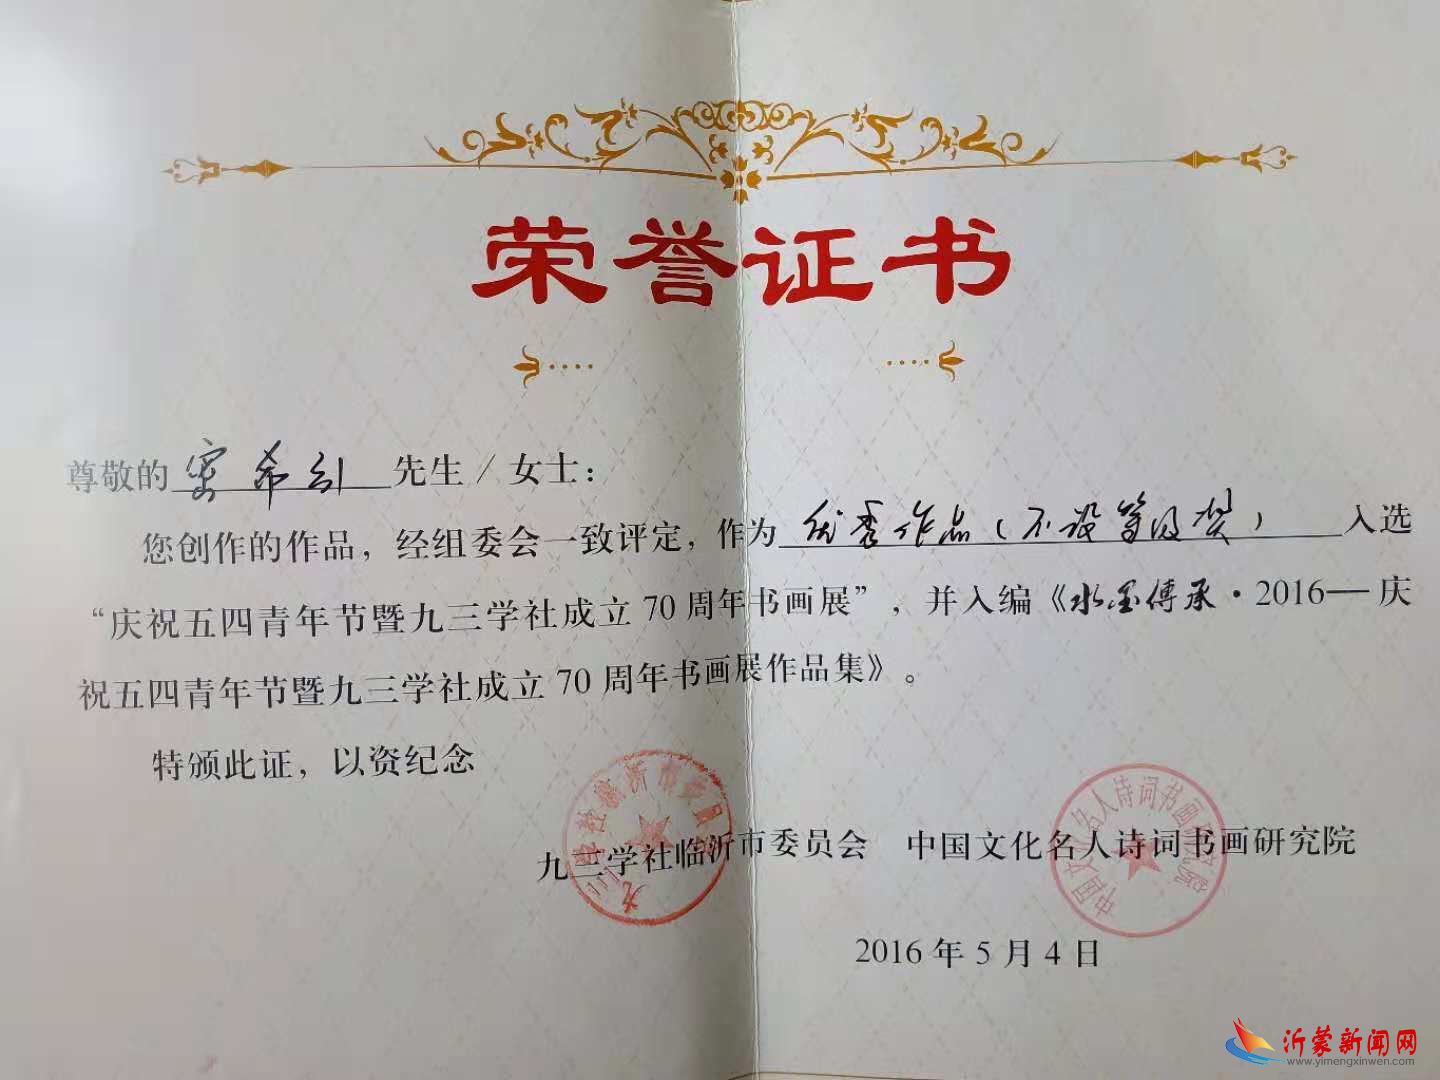 荣誉证书
尊敬的密希引先生/女士：
您创作的作品，经组委会一致评定，作为优秀作品(不设等级奖)入选
“庆祝五四青年节暨九三学社成立70周年书画展”，并入编《水墨傅承·2016—庆
祝五四青年节暨九三学社成立70周年书画展作品集》。
特颁此证，以资纪念
九三学社临沂市委员会 中国文化名人诗词书画研究院
2016年5月4日
沂蒙新闻网
www.yimengxinwen.com